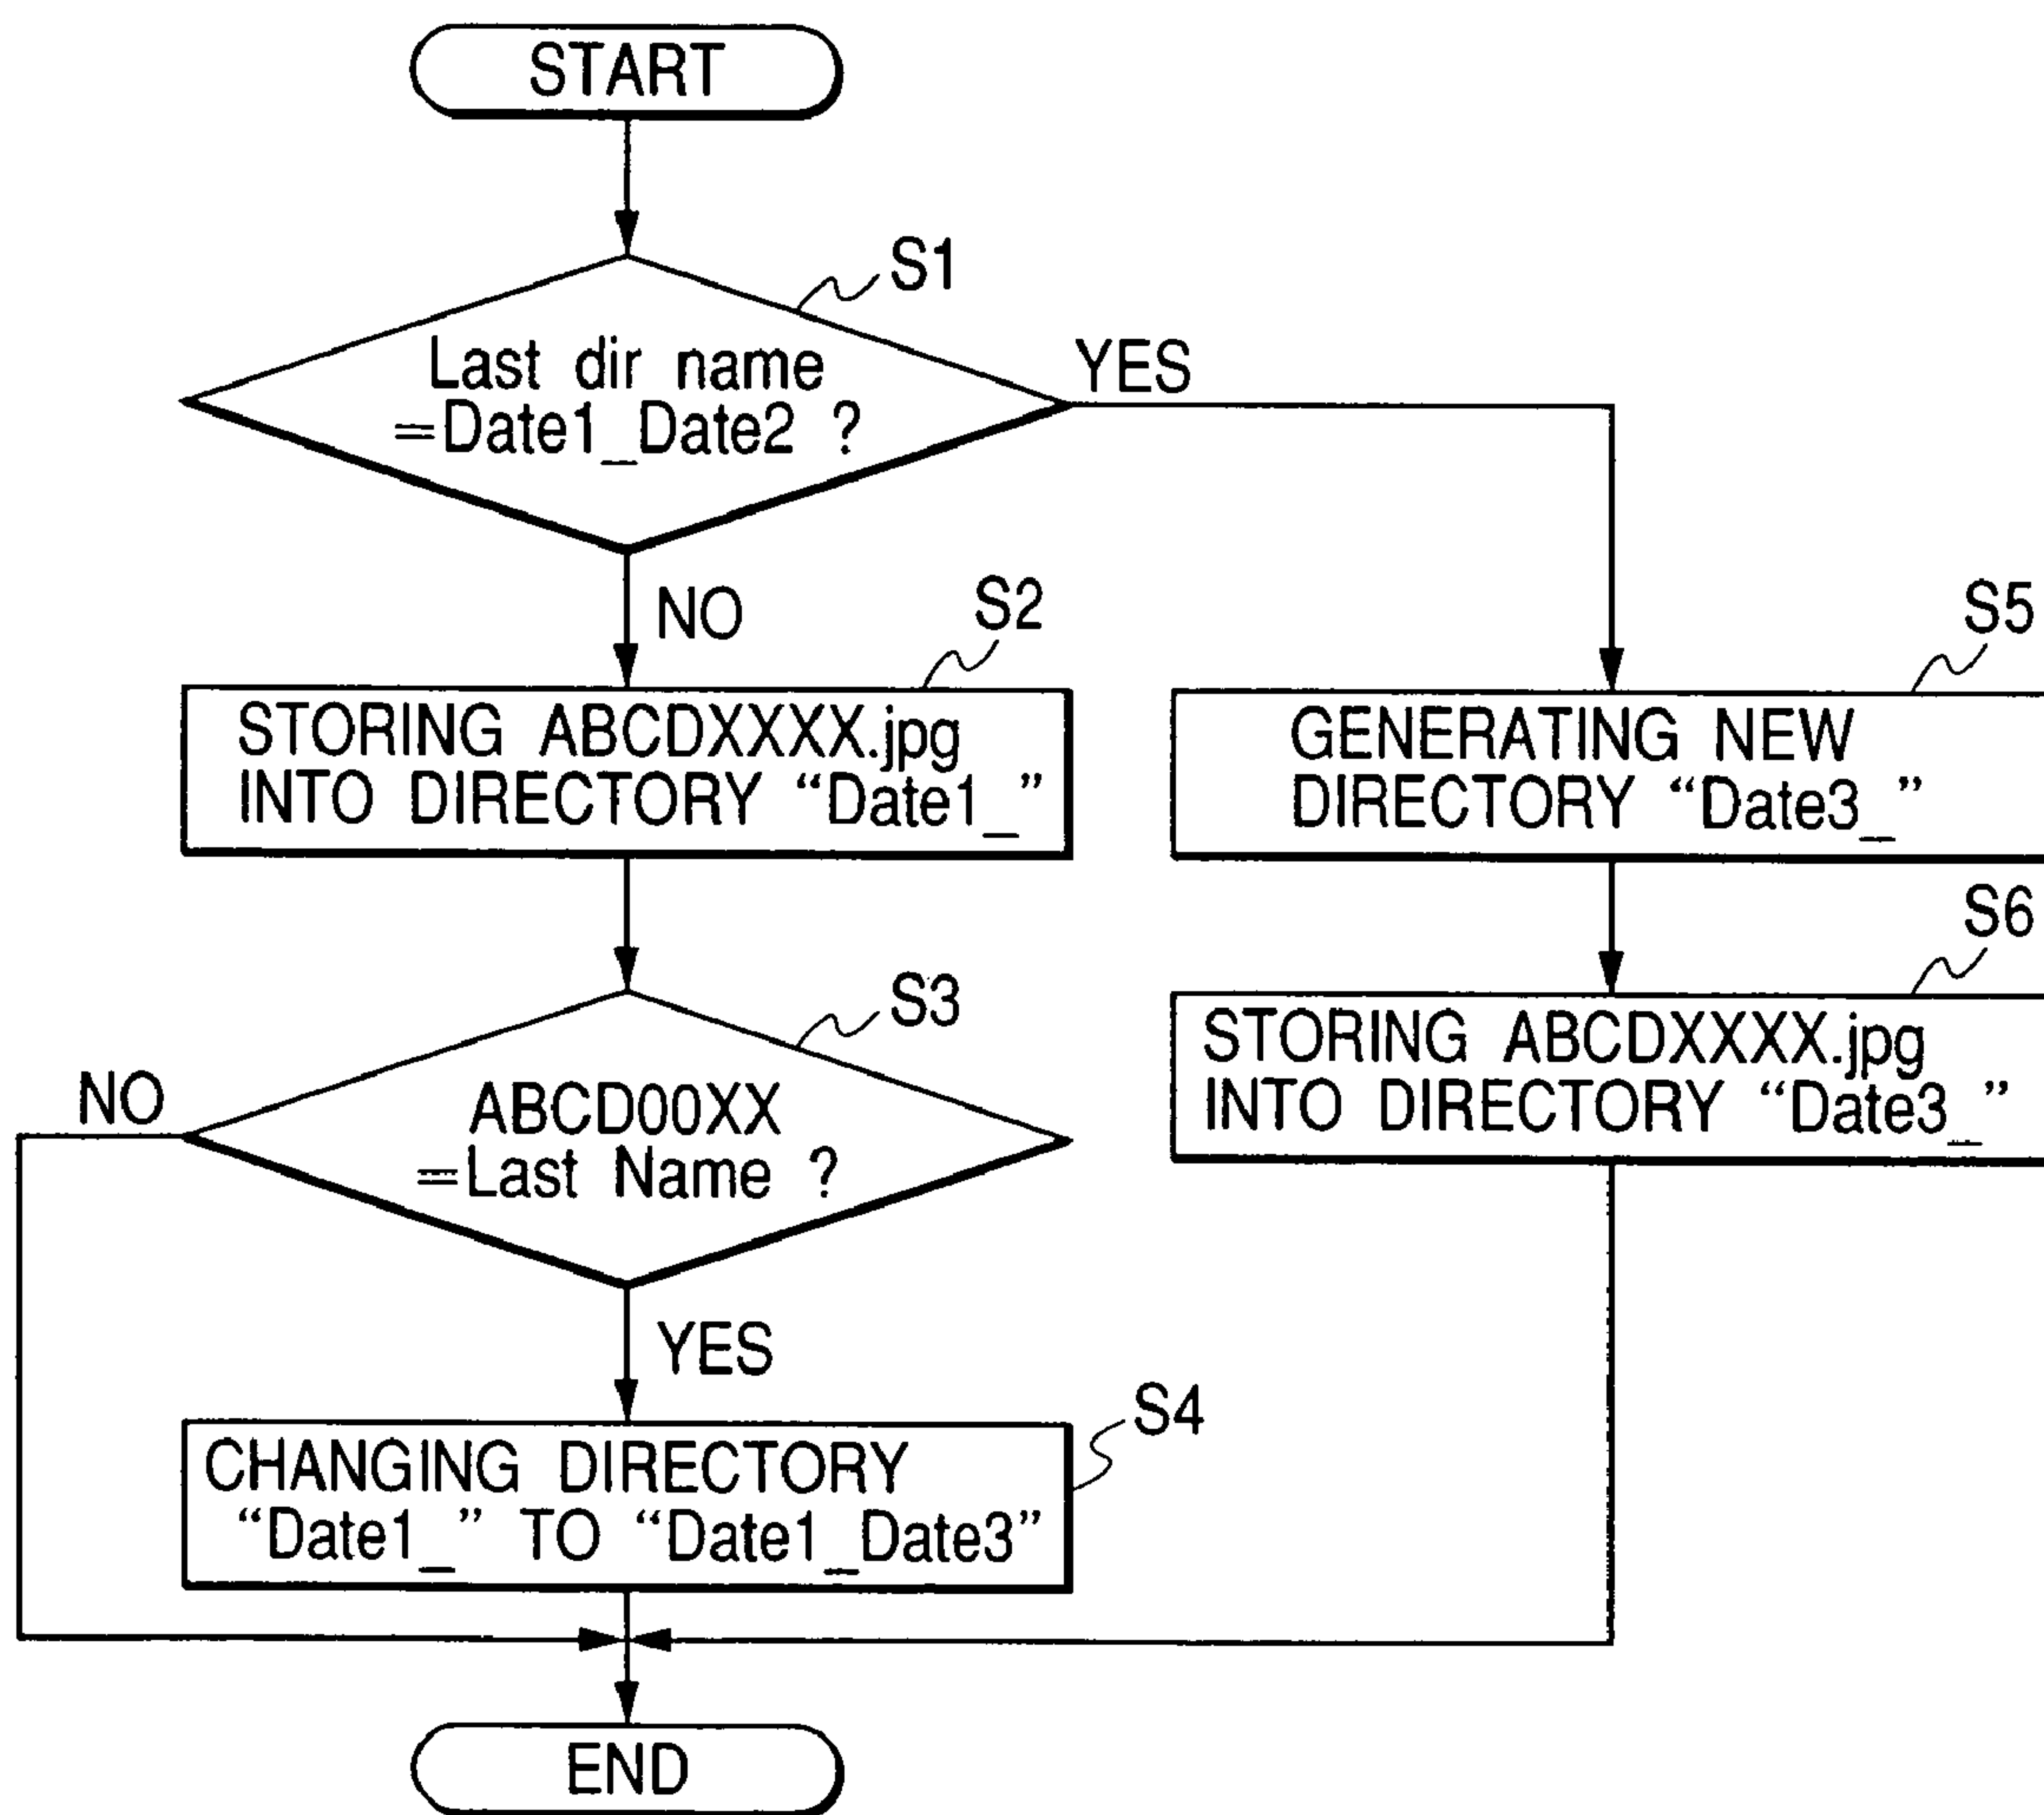 START
S1
Last dir name
=Date1_Date2 ?
YES
NO
S2
STORING ABCDXXXX.jpg
INTO DIRECTORY “Date1_”
S5
GENERATING NEW
DIRECTORY “Date3_”
S3
NO
ABCD00XX
=Last Name ?
S6
STORING ABCDXXXX.jpg
INTO DIRECTORY “Date3_”
YES
S4
CHANGING DIRECTORY
“Date1_” TO “Date1_Date3”
END